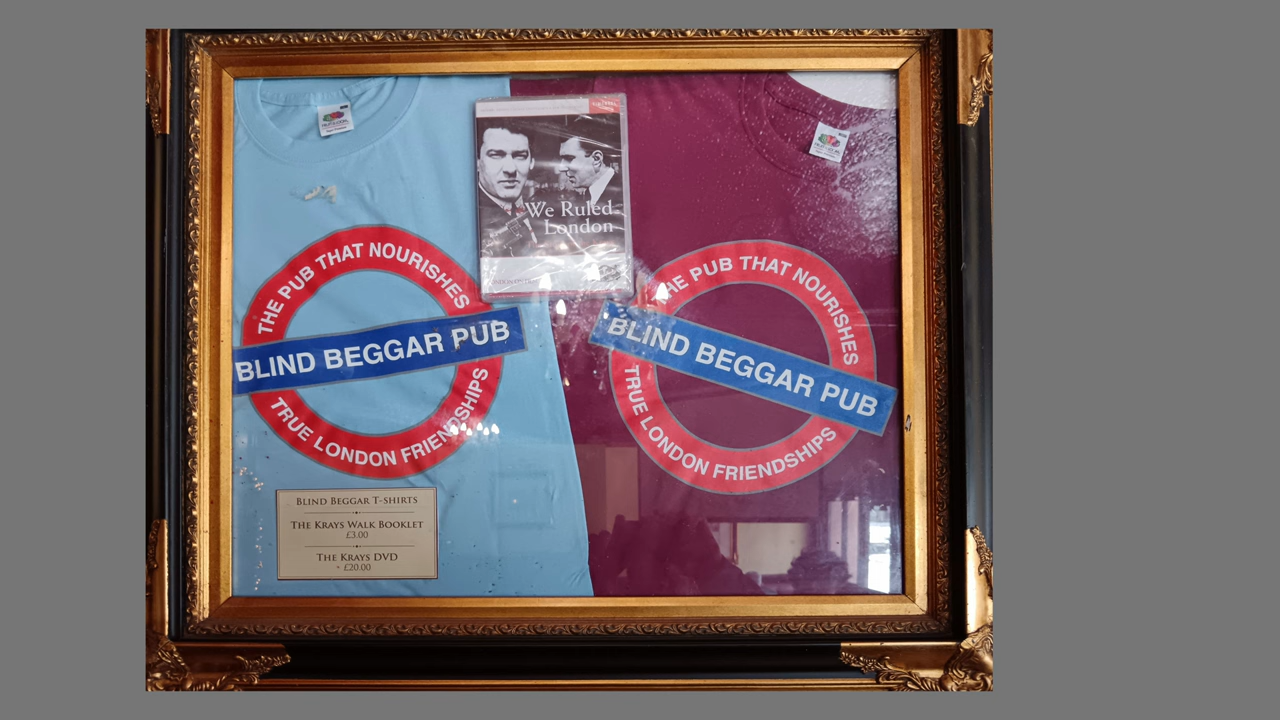 We Ruled
London
THE PUB THAT NOURISHES
BLIND BEGGAR PUB
TRUE LONDON FRIENDSHIPS
THE PUB THAT NOURISHES
BLIND BEGGAR PUB
TRUE LONDON FRIENDSHIPS
BLIND BEGGAR T-SHIRTS
THE KRAYS WALK BOOKLET
£3.00
THE KRAYS DVD
£20.00